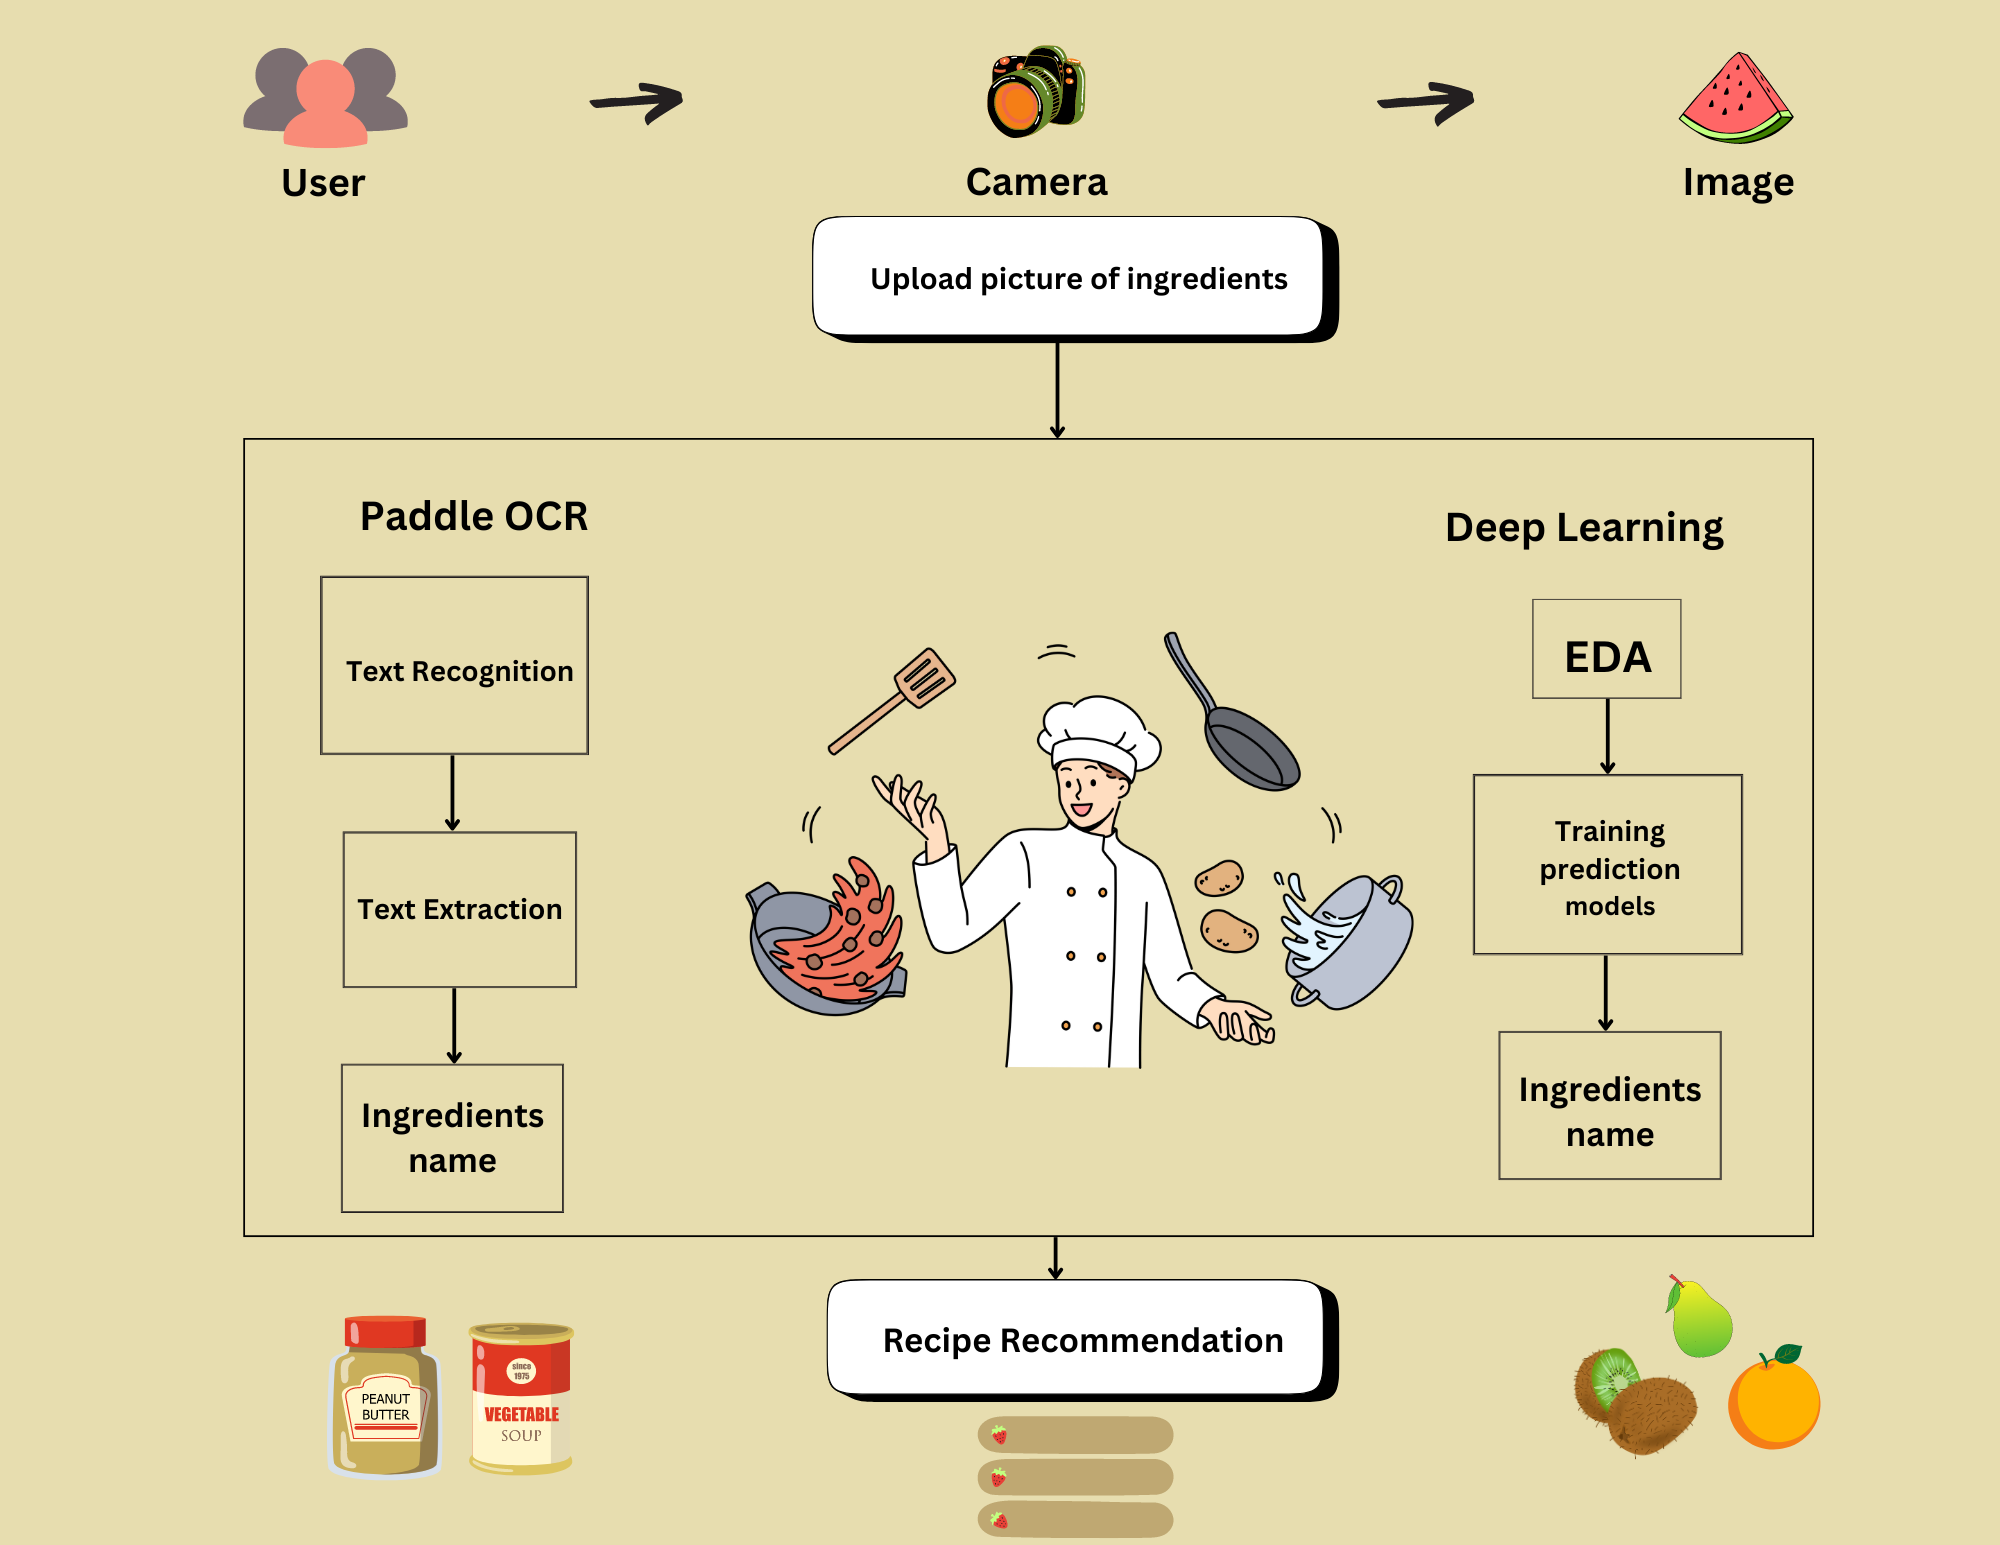 User
Camera
Image
Upload picture of ingredients
Paddle OCR
Text Recognition
Text Extraction
Ingredients
name
Deep Learning
EDA
Training
prediction
models
Ingredients
name
Recipe Recommendation
PEANUT
BUTTER
since
1975
VEGETABLE
SOUP